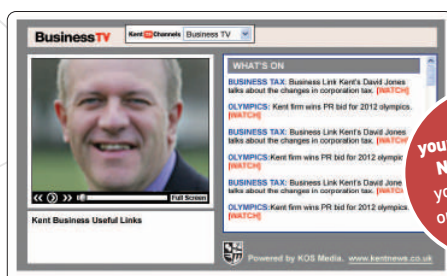 BusinessTV
Kent TV Channels Business TV
WHAT'S ON
BUSINESS TAX: Business Link Kent's David Jones
talks about the changes in corporation tax. [WATCH]
OLYMPICS: Kent firm wins PR bid for 2012 olympics.
[WATCH]
BUSINESS TAX: Business Link Kent's David Jones
talks about the changes in corporation tax. [WATCH]
OLYMPICS:Kent firm wins PR bid for 2012 olympic
[WATCH]
BUSINESS TAX: Business Link Kent's David Jone
talks about the changes in corporation tax. [WATC
OLYMPICS:Kent firm wins PR bid for 2012 olympics.
[WATCH]
Full Screen
Kent Business Useful Links
Powered by KOS Media. www.kentnews.co.uk
you
N
yo
o